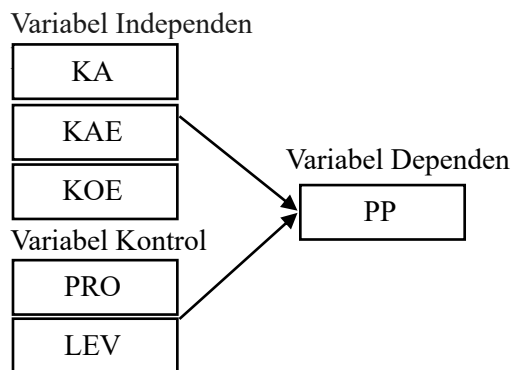 Variabel Independen
KA
KAE
KOE
Variabel Dependen
PP
Variabel Kontrol
PRO
LEV